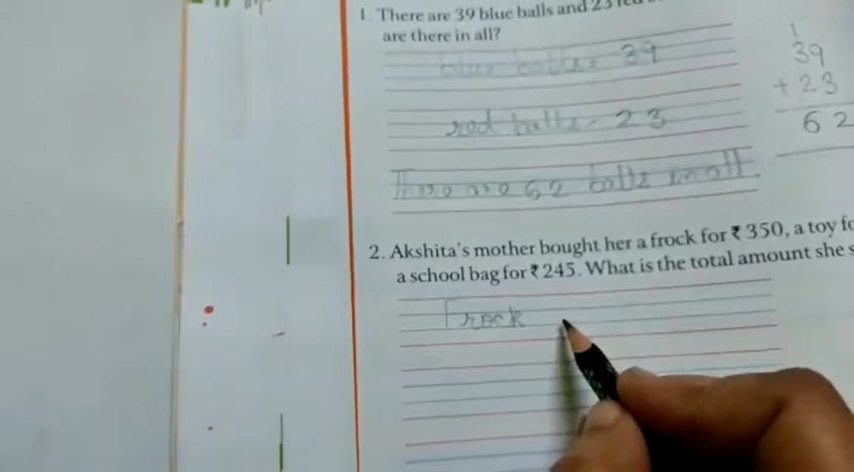 1. There are 39 blue balls and 23
are there in all?
blue balls = 39
red balls = 23
There are 62 balls in all.
1
39
+ 23
62
2. Akshita's mother bought her a frock for ₹ 350, a toy
a school bag for ₹ 245. What is the total amount she
Frock